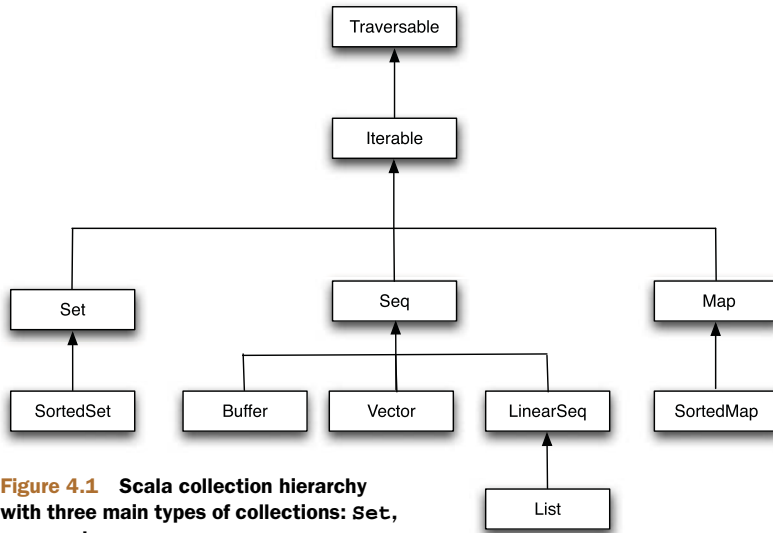 Traversable
Iterable
Set
Seq
Map
SortedSet
Buffer
Vector
LinearSeq
SortedMap
List
Figure 4.1 Scala collection hierarchy
with three main types of collections: Set,